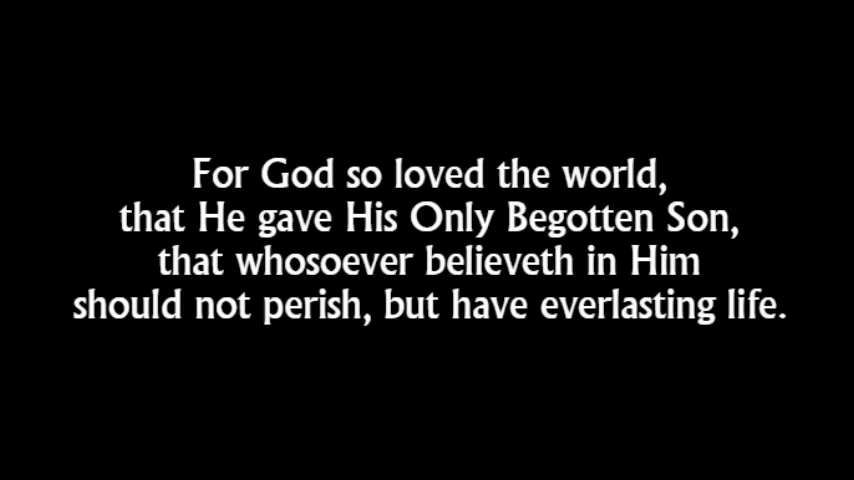 For God so loved the world,
that He gave His Only Begotten Son,
that whosoever believeth in Him
should not perish, but have everlasting life.